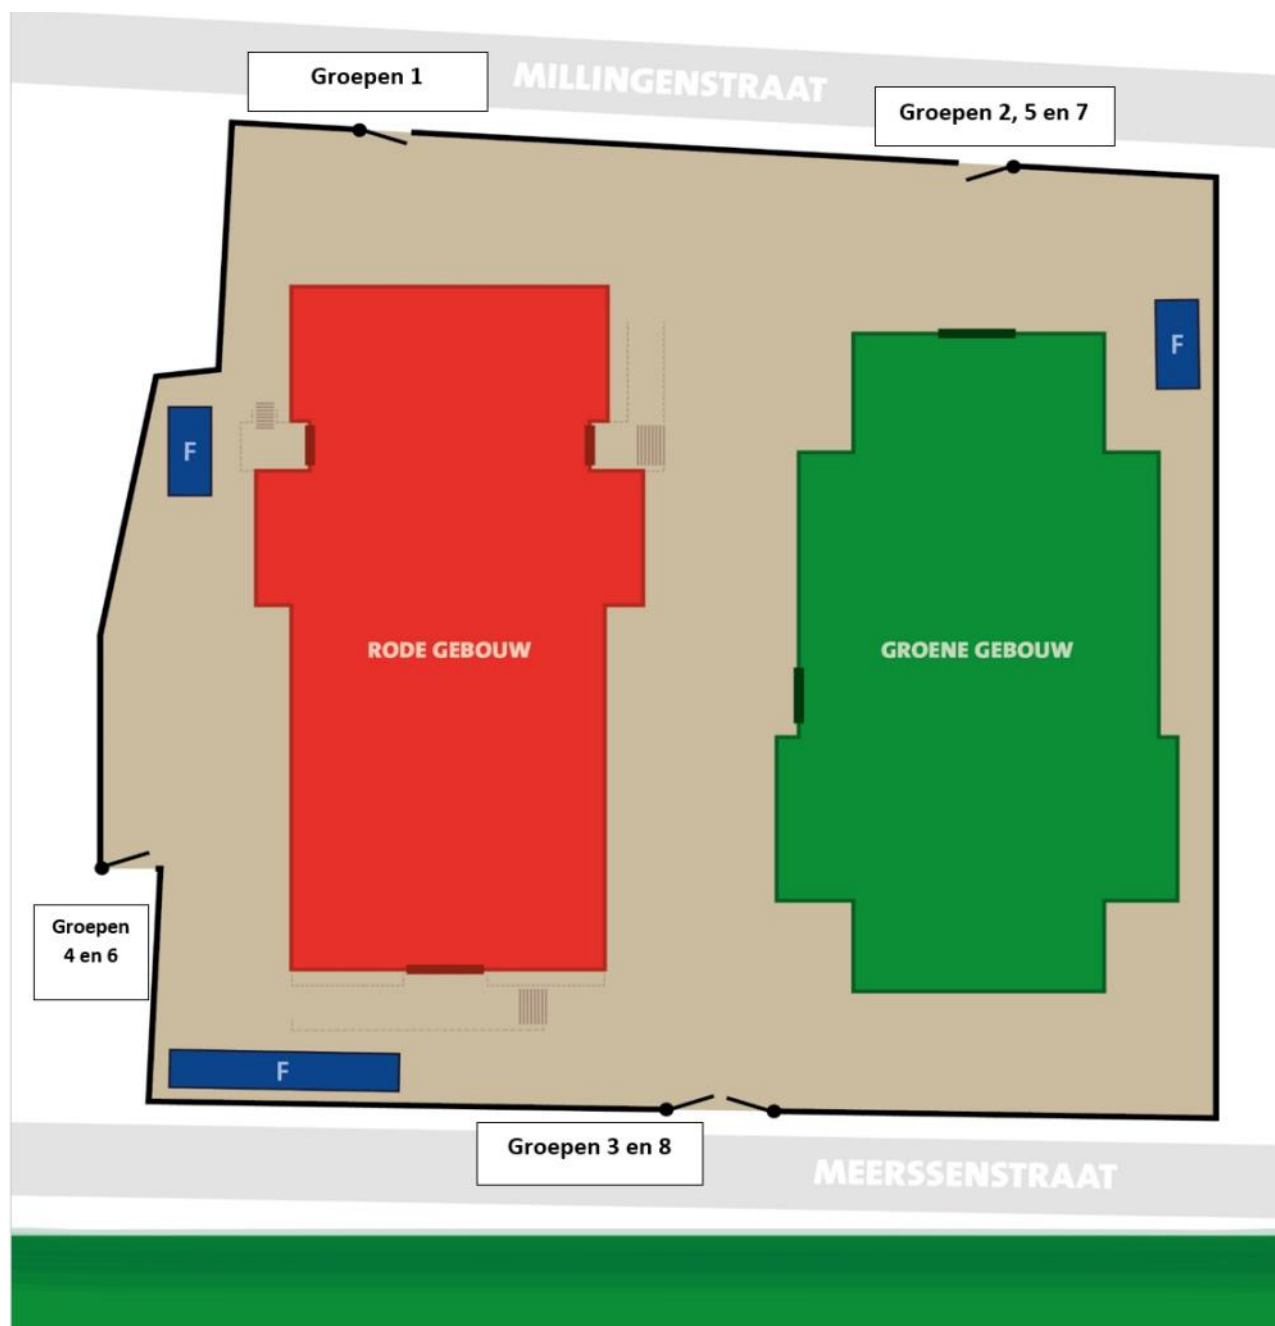 Groepen 1
MILLINGENSTRAAT
Groepen 2, 5 en 7
F
F
RODE GEBOUW
GROENE GEBOUW
Groepen
4 en 6
F
Groepen 3 en 8
MEERSSENSTRAAT